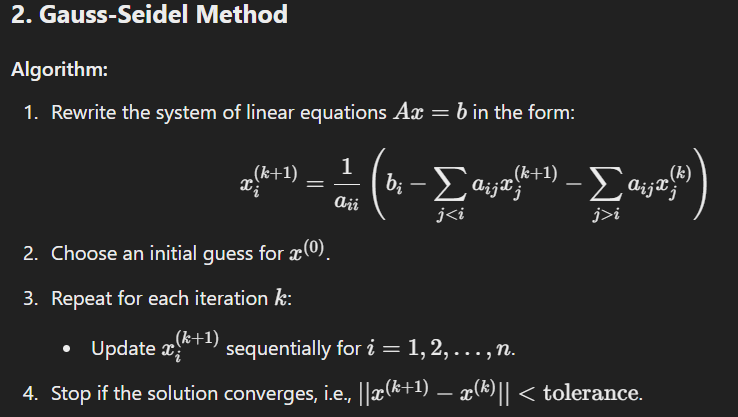 2. Gauss-Seidel Method
Algorithm:
1. Rewrite the system of linear equations $Ax = b$ in the form:
$x_i^{(k+1)} = \frac{1}{a_{ii}} \left( b_i - \sum_{j<i} a_{ij} x_j^{(k+1)} - \sum_{j>i} a_{ij} x_j^{(k)} \right)$
2. Choose an initial guess for $x^{(0)}$.
3. Repeat for each iteration $k$:
• Update $x_i^{(k+1)}$ sequentially for $i = 1, 2, \ldots, n$.
4. Stop if the solution converges, i.e., $||x^{(k+1)} - x^{(k)}|| < \text{tolerance}$.